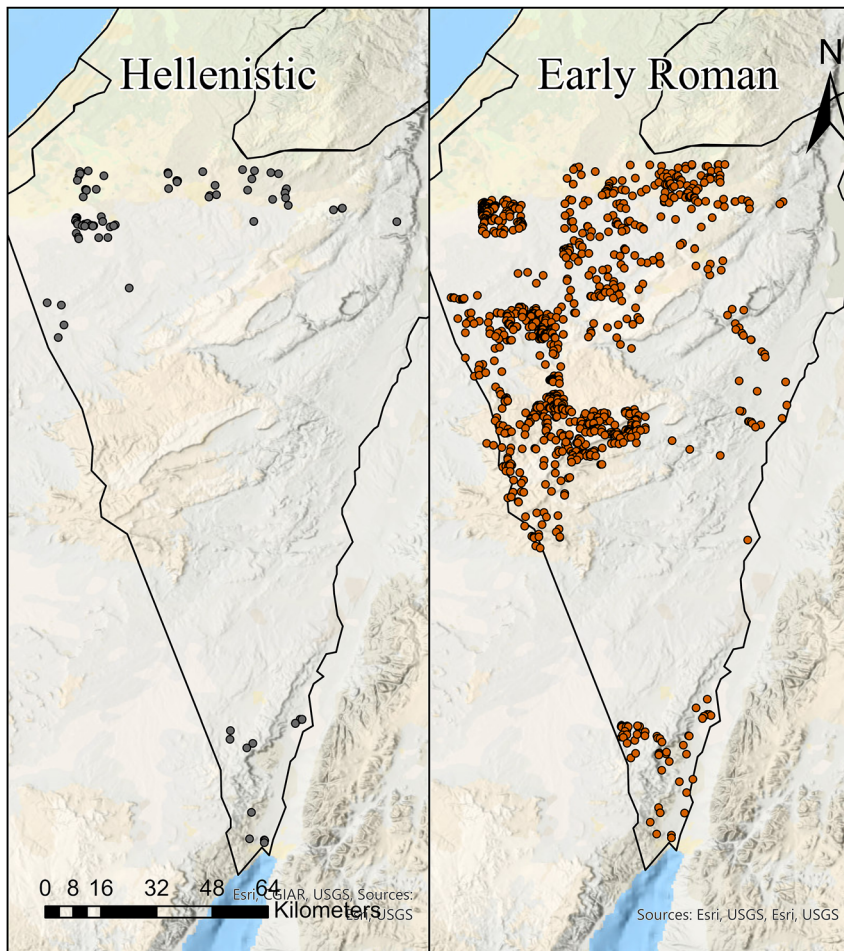 Hellenistic
Early Roman
N
0 8 16 32 48 64
Kilometers
Esri, CGIAR, USGS, Sources:
Esri, USGS
Sources: Esri, USGS, Esri, USGS